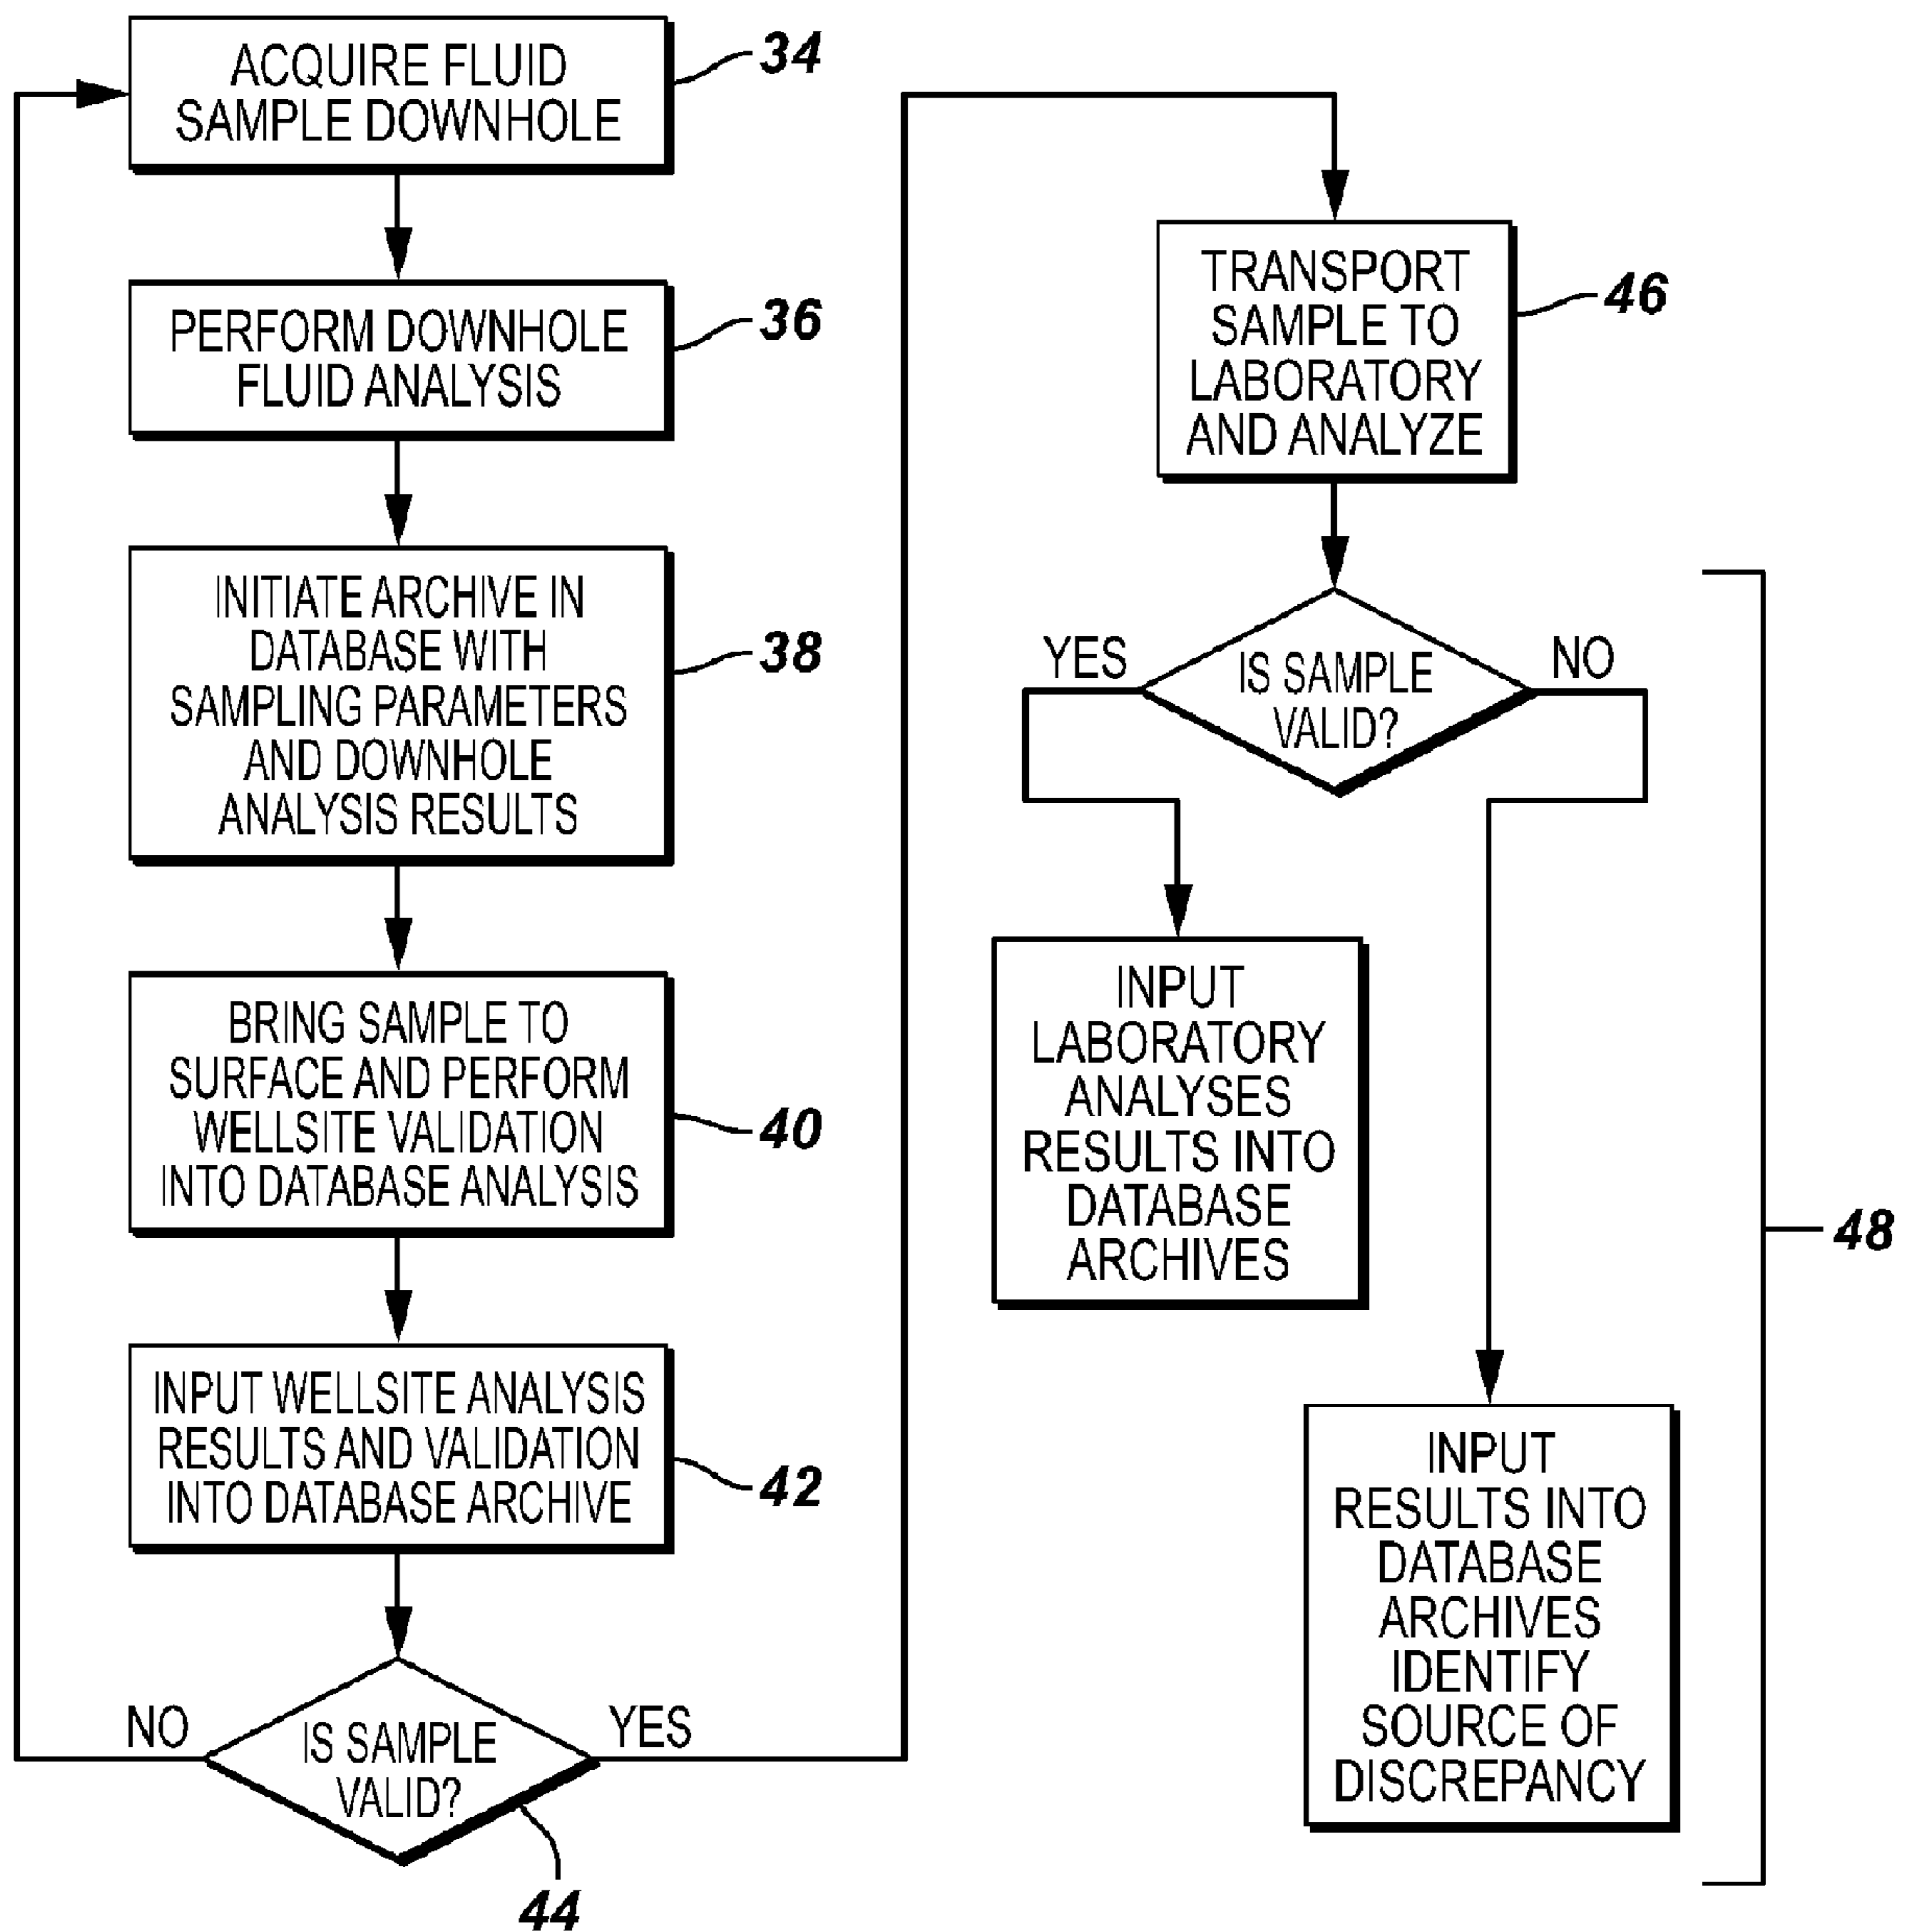 ACQUIRE FLUID
SAMPLE DOWNHOLE
34
PERFORM DOWNHOLE
FLUID ANALYSIS
36
INITIATE ARCHIVE IN
DATABASE WITH
SAMPLING PARAMETERS
AND DOWNHOLE
ANALYSIS RESULTS
38
BRING SAMPLE TO
SURFACE AND PERFORM
WELLSITE VALIDATION
INTO DATABASE ANALYSIS
40
INPUT WELLSITE ANALYSIS
RESULTS AND VALIDATION
INTO DATABASE ARCHIVE
42
NO
IS SAMPLE
VALID?
YES
44
TRANSPORT
SAMPLE TO
LABORATORY
AND ANALYZE
46
YES
IS SAMPLE
VALID?
NO
INPUT
LABORATORY
ANALYSES
RESULTS INTO
DATABASE
ARCHIVES
INPUT
RESULTS INTO
DATABASE
ARCHIVES
IDENTIFY
SOURCE OF
DISCREPANCY
48